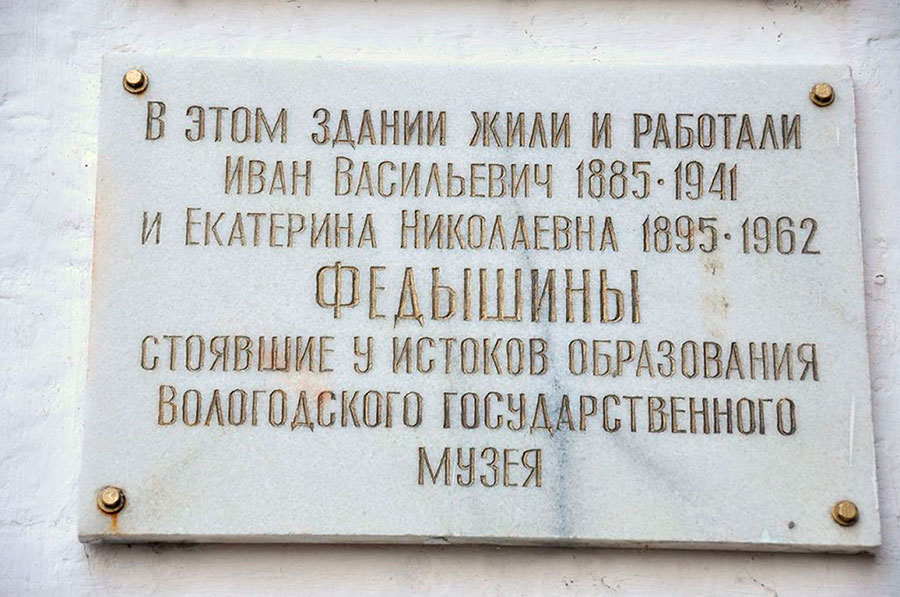 В ЭТОМ ЗДАНИИ ЖИЛИ И РАБОТАЛИ
ИВАН ВАСИЛЬЕВИЧ 1885·1941
И ЕКАТЕРИНА НИКОЛАЕВНА 1895·1962
ФЕДЫШИНЫ
СТОЯВШИЕ У ИСТОКОВ ОБРАЗОВАНИЯ
ВОЛОГОДСКОГО ГОСУДАРСТВЕННОГО
МУЗЕЯ